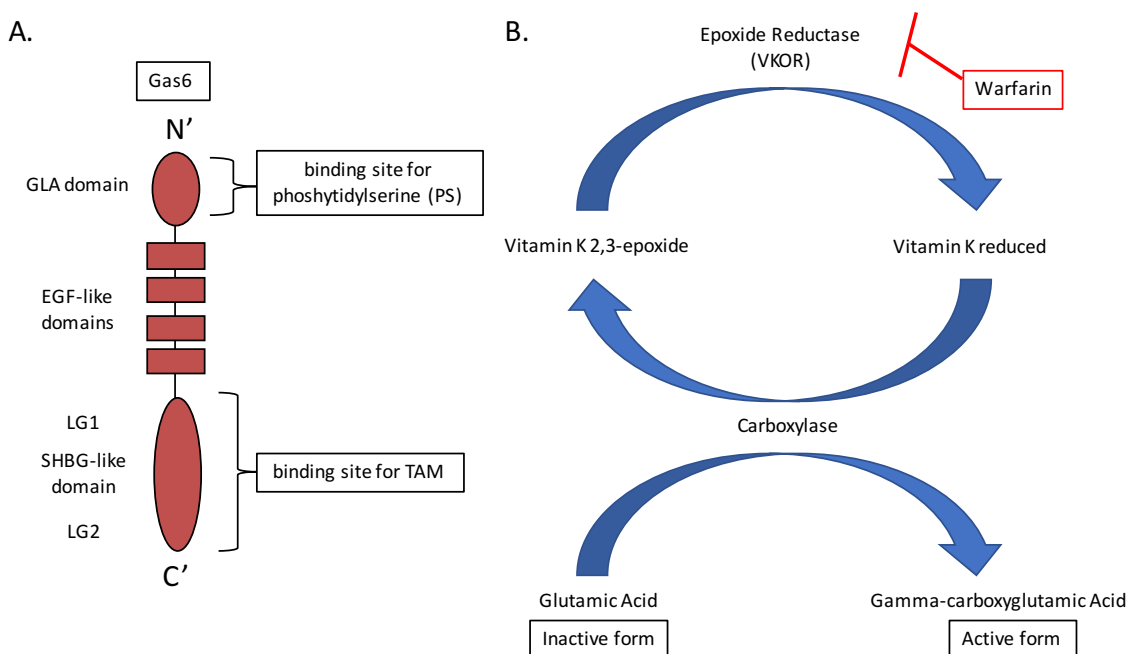 A.
Gas6
N’
GLA domain
binding site for
phoshytidylserine (PS)
EGF-like
domains
LG1
SHBG-like
domain
LG2
binding site for TAM
C’
B.
Epoxide Reductase
(VKOR)
Warfarin
Vitamin K 2,3-epoxide
Vitamin K reduced
Carboxylase
Glutamic Acid
Inactive form
Gamma-carboxyglutamic Acid
Active form